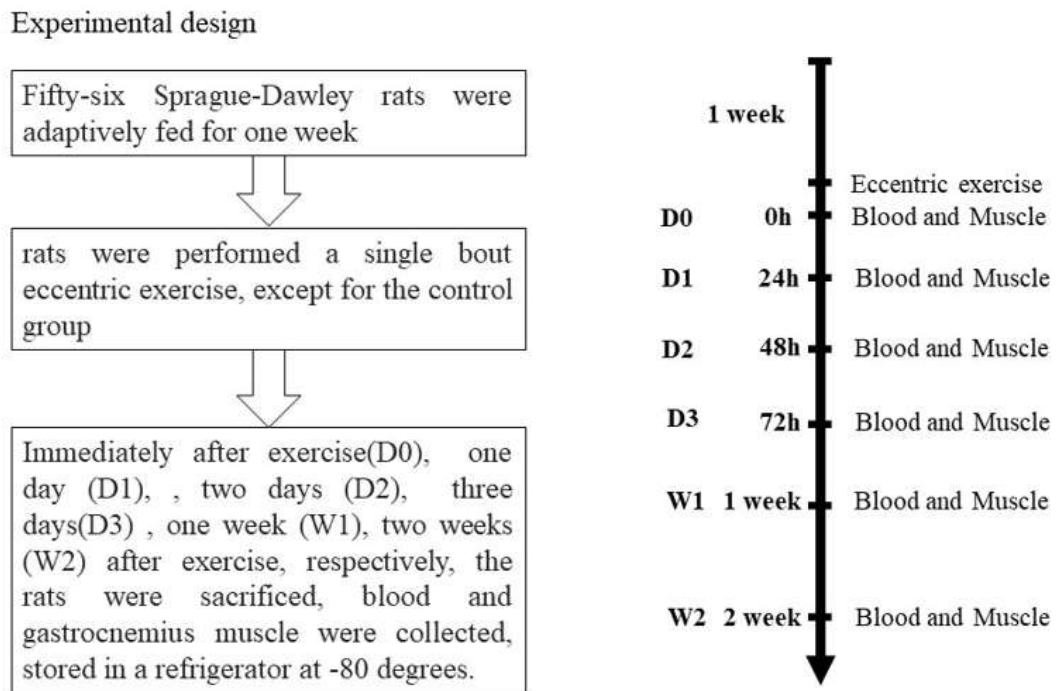 Experimental design
Fifty-six Sprague-Dawley rats were
adaptively fed for one week
rats were performed a single bout
eccentric exercise, except for the control
group
Immediately after exercise(D0), one
day (D1), , two days (D2), three
days(D3) , one week (W1), two weeks
(W2) after exercise, respectively, the
rats were sacrificed, blood and
gastrocnemius muscle were collected,
stored in a refrigerator at -80 degrees.
1 week
Eccentric exercise
D0 0h Blood and Muscle
D1 24h Blood and Muscle
D2 48h Blood and Muscle
D3 72h Blood and Muscle
W1 1 week Blood and Muscle
W2 2 week Blood and Muscle